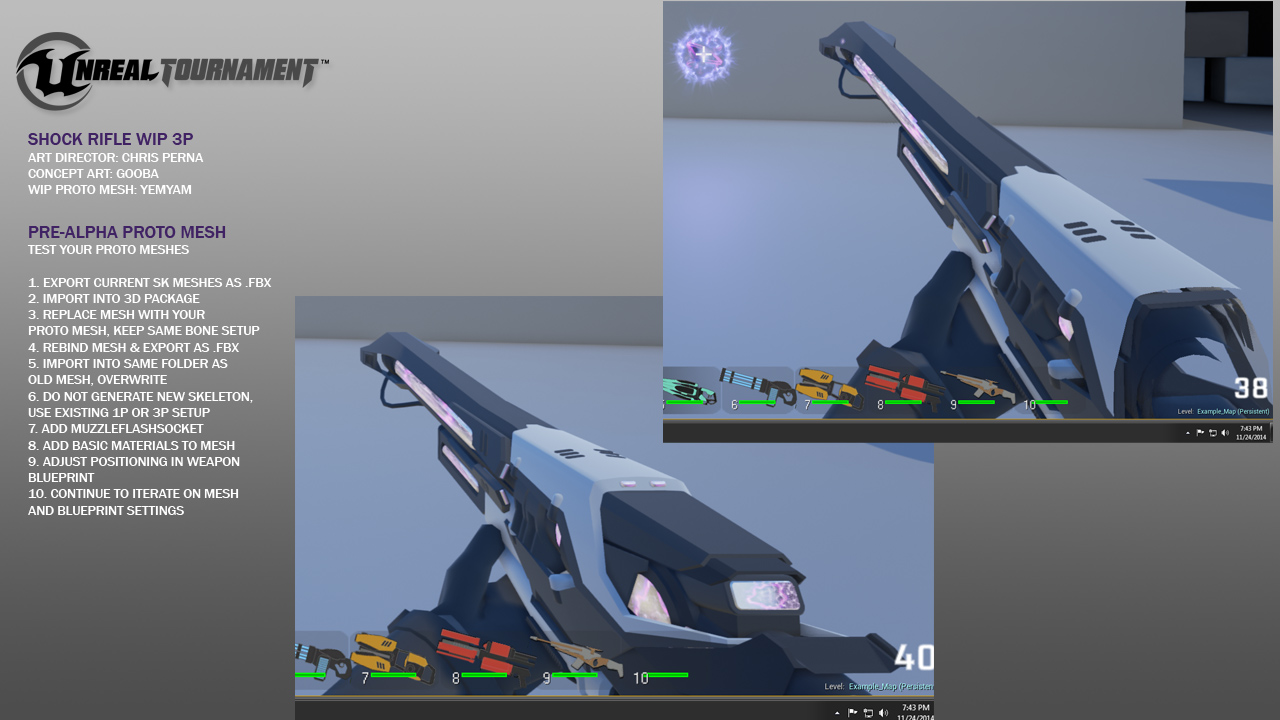 UNREAL TOURNAMENT™
SHOCK RIFLE WIP 3P
ART DIRECTOR: CHRIS PERNA
CONCEPT ART: GOOBA
WIP PROTO MESH: YEMYAM
PRE-ALPHA PROTO MESH
TEST YOUR PROTO MESHES
1. EXPORT CURRENT SK MESHES AS .FBX
2. IMPORT INTO 3D PACKAGE
3. REPLACE MESH WITH YOUR
PROTO MESH, KEEP SAME BONE SETUP
4. REBIND MESH & EXPORT AS .FBX
5. IMPORT INTO SAME FOLDER AS
OLD MESH, OVERWRITE
6. DO NOT GENERATE NEW SKELETON,
USE EXISTING 1P OR 3P SETUP
7. ADD MUZZLEFLASHSOCKET
8. ADD BASIC MATERIALS TO MESH
9. ADJUST POSITIONING IN WEAPON
BLUEPRINT
10. CONTINUE TO ITERATE ON MESH
AND BLUEPRINT SETTINGS
38
6 7 8 9 10
Level: Example_Map (Persistent)
7:43 PM
11/24/2014
40
7 8 9 10
Level: Example_Map (Persisten
7:43 PM
11/24/2014